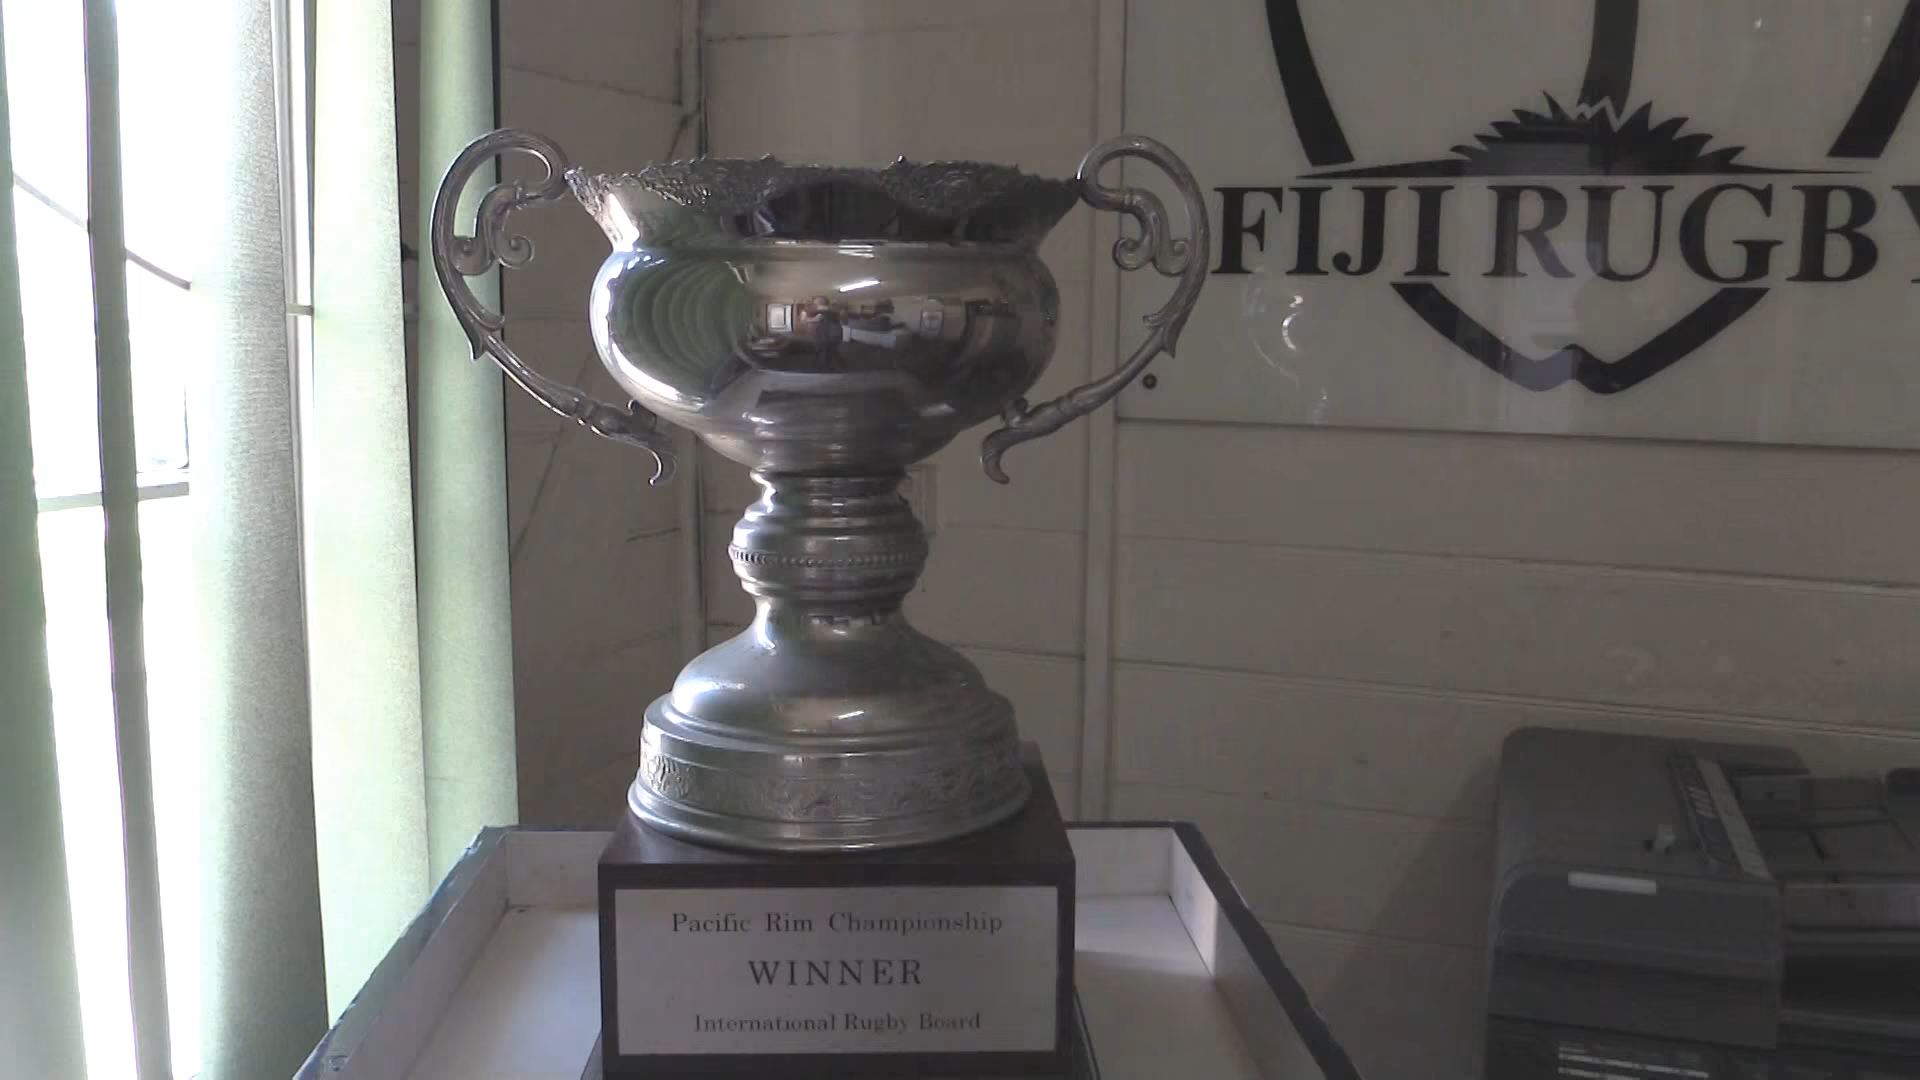 FIJI RUGBY
Pacific Rim Championship
WINNER
International Rugby Board